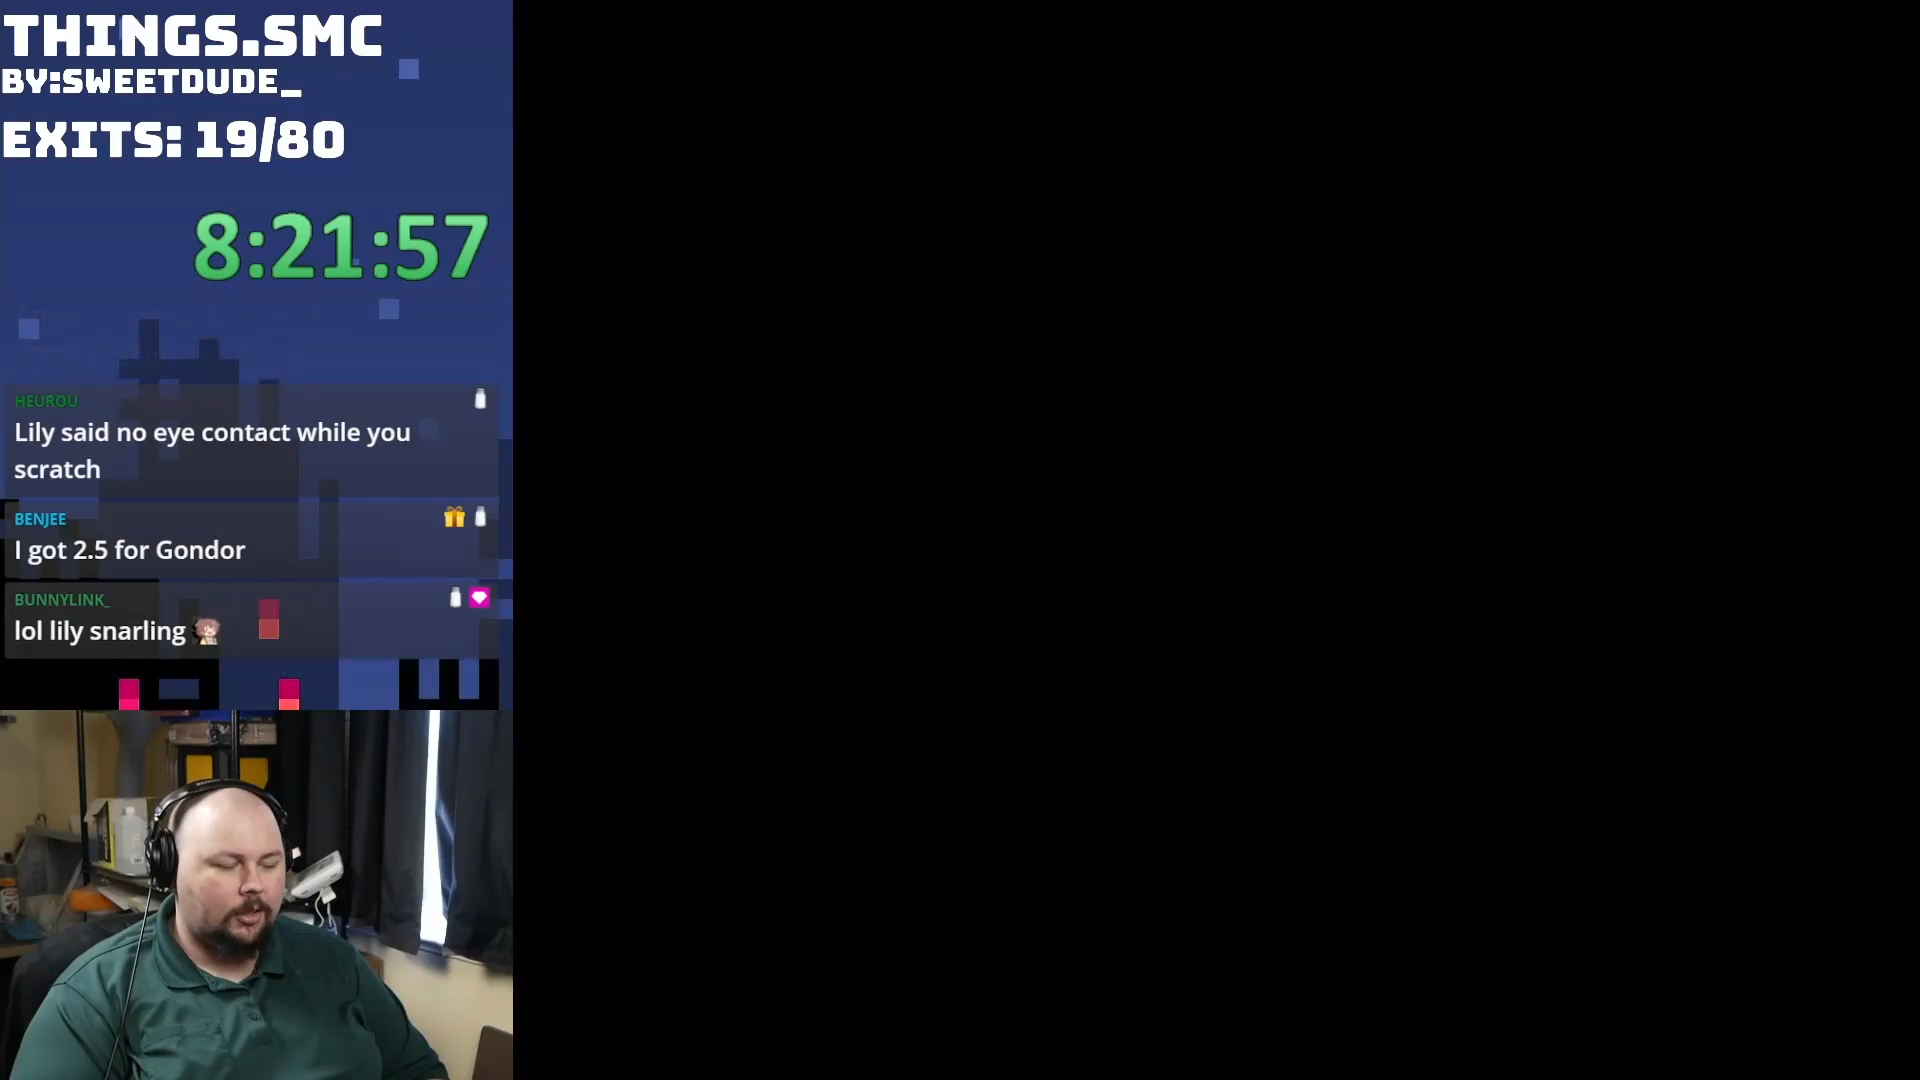 THINGS.SMC
BY:SWEETDUDE_
EXITS: 19/80
8:21:57
HEUROU
Lily said no eye contact while you
scratch
BENJEE
I got 2.5 for Gondor
BUNNYLINK_
lol lily snarling